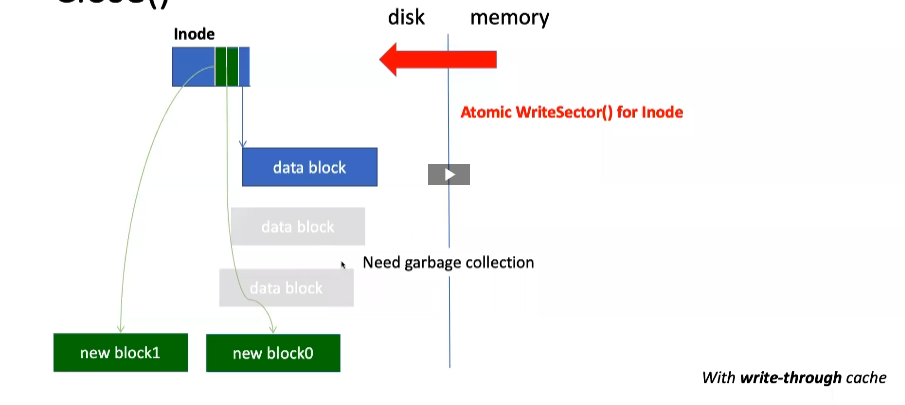 Close()
disk memory
Inode
Atomic WriteSector() for Inode
data block
data block
Need garbage collection
data block
new block1 new block0
With write-through cache